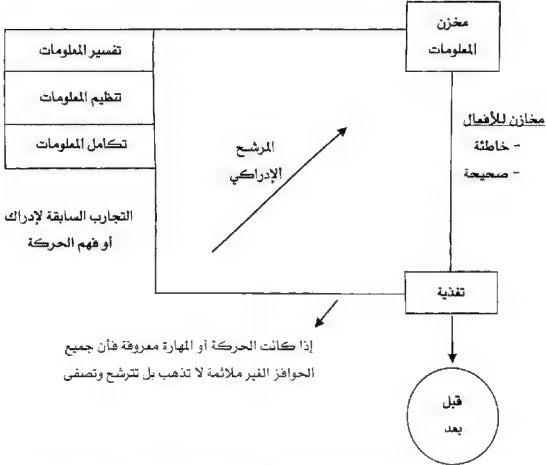 مخزن
المعلومات
تفسير المعلومات
تنظيم المعلومات
تكامل المعلومات
مخازن للأفعال
- خاطئة
- صحيحة
المرشح
الإدراكي
التجارب السابقة لإدراك
أو فهم الحركة
تغذية
إذا كانت الحركة أو المهارة معروفة فأن جميع
الحوافز الغير ملائمة لا تذهب بل تترشح وتصفى
قبل
بعد